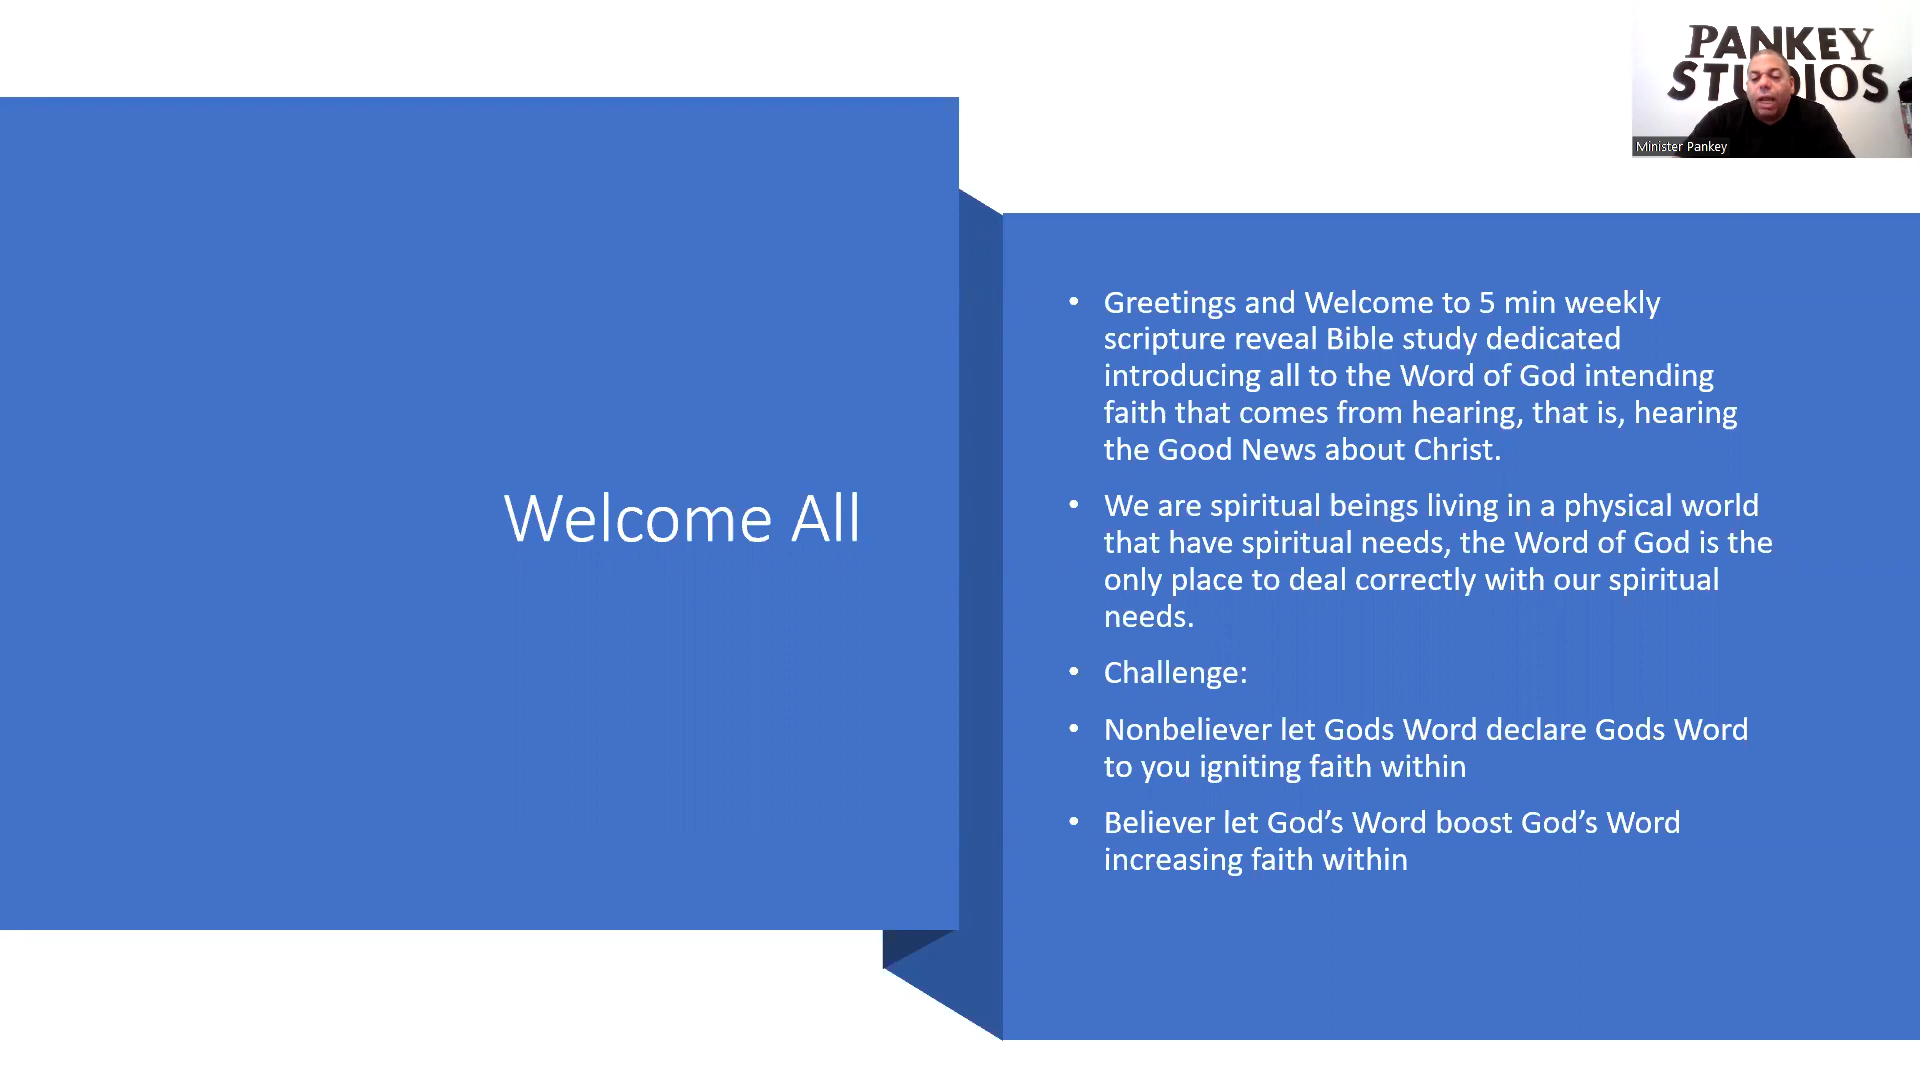 PANKEY
STUDIOS
Minister Pankey
Welcome All
• Greetings and Welcome to 5 min weekly
scripture reveal Bible study dedicated
introducing all to the Word of God intending
faith that comes from hearing, that is, hearing
the Good News about Christ.
• We are spiritual beings living in a physical world
that have spiritual needs, the Word of God is the
only place to deal correctly with our spiritual
needs.
• Challenge:
• Nonbeliever let Gods Word declare Gods Word
to you igniting faith within
• Believer let God’s Word boost God’s Word
increasing faith within